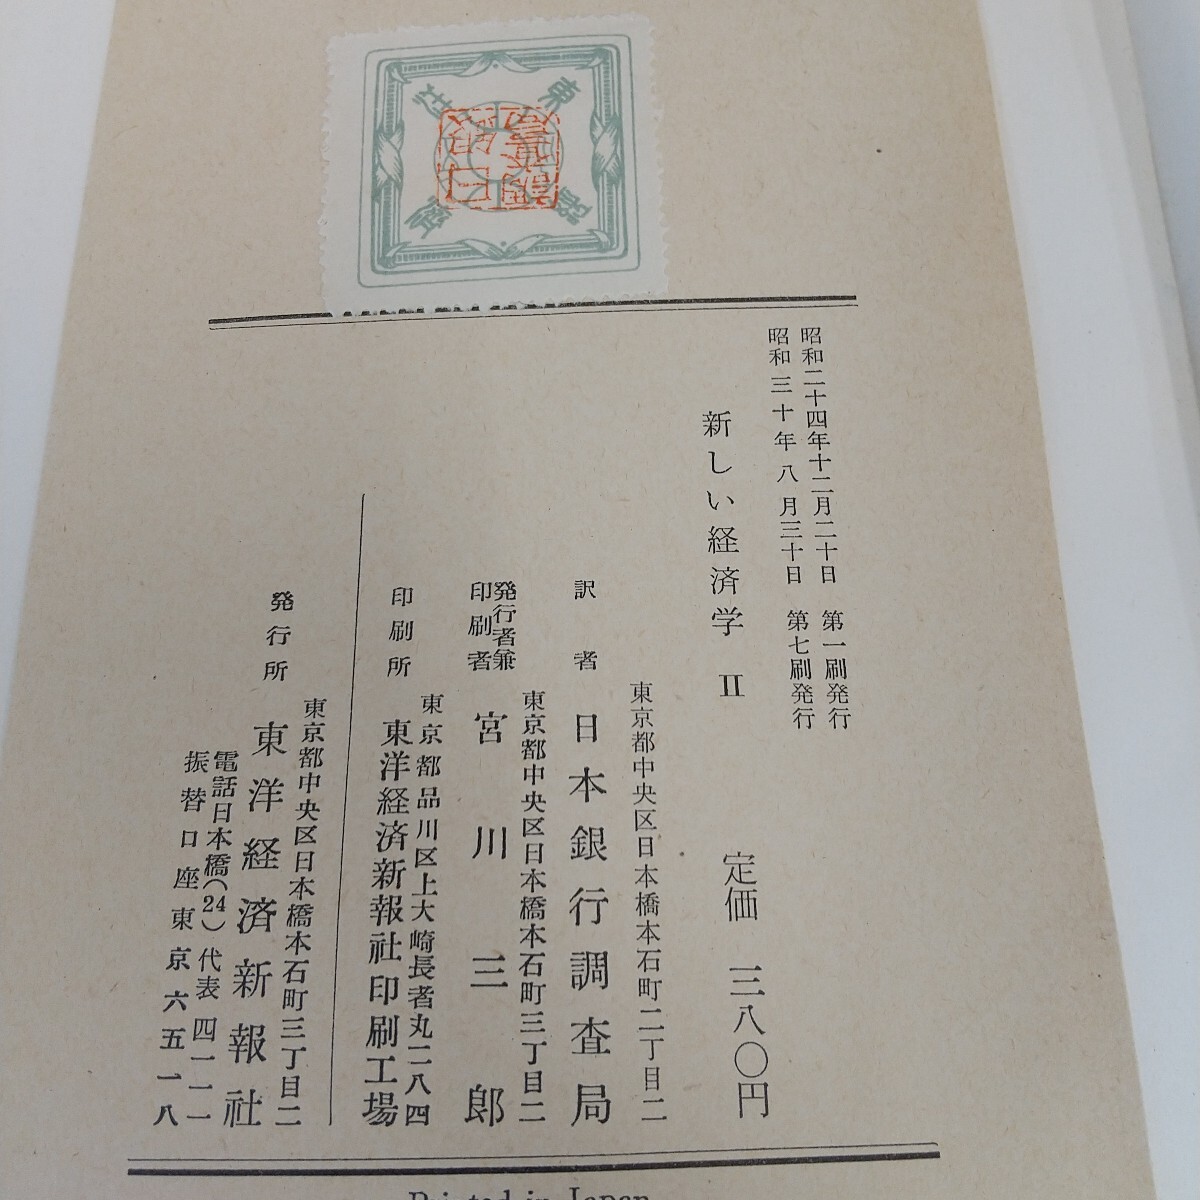 東洋経済
昭和二十四年十二月二十日 第一刷発行
昭和三十年八月三十日 第七刷発行
新しい経済学 II 定価 三八〇円
東京都中央区日本橋本石町二丁目二
訳者 日本銀行調査局
東京都中央区日本橋本石町三丁目二
発行者兼印刷者 宮川三郎
東京都品川区上大崎長者丸二八四
印刷所 東洋経済新報社印刷工場
東京都中央区日本橋本石町三丁目二
発行所 東洋経済新報社
電話日本橋(24)代表四一一一
振替口座東京六五一八
Printed in Japan